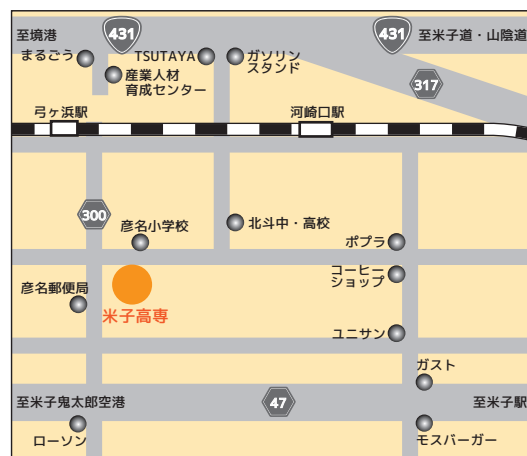 431
431
至境港
至米子道・山陰道
まるごう
TSUTAYA
ガソリン
スタンド
産業人材
育成センター
317
弓ヶ浜駅
河崎口駅
300
彦名小学校
北斗中・高校
ポプラ
コーヒー
ショップ
彦名郵便局
米子高専
ユニサン
ガスト
至米子鬼太郎空港
47
至米子駅
ローソン
モスバーガー